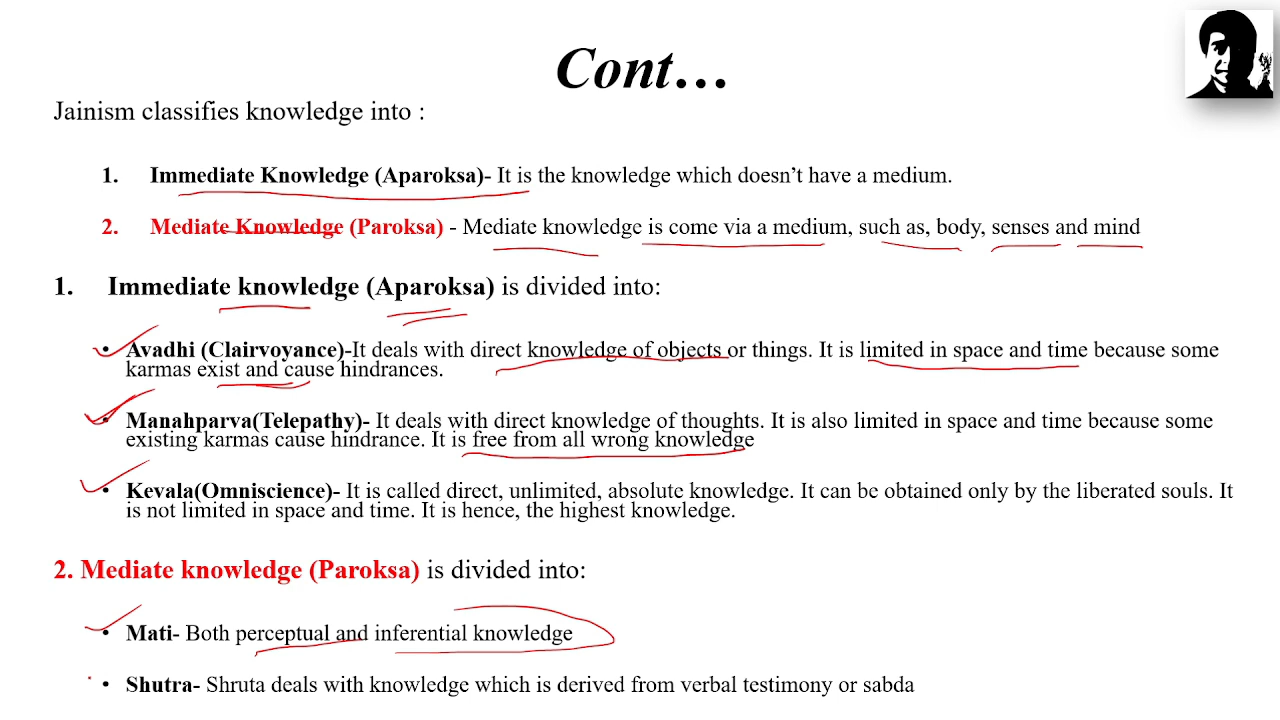 Cont…
Jainism classifies knowledge into :
1. Immediate Knowledge (Aparoksa)- It is the knowledge which doesn’t have a medium.
2. Mediate Knowledge (Paroksa) - Mediate knowledge is come via a medium, such as, body, senses and mind
1. Immediate knowledge (Aparoksa) is divided into:
• Avadhi (Clairvoyance)-It deals with direct knowledge of objects or things. It is limited in space and time because some
karmas exist and cause hindrances.
• Manahparva(Telepathy)- It deals with direct knowledge of thoughts. It is also limited in space and time because some
existing karmas cause hindrance. It is free from all wrong knowledge
• Kevala(Omniscience)- It is called direct, unlimited, absolute knowledge. It can be obtained only by the liberated souls. It
is not limited in space and time. It is hence, the highest knowledge.
2. Mediate knowledge (Paroksa) is divided into:
• Mati- Both perceptual and inferential knowledge
• Shutra- Shruta deals with knowledge which is derived from verbal testimony or sabda